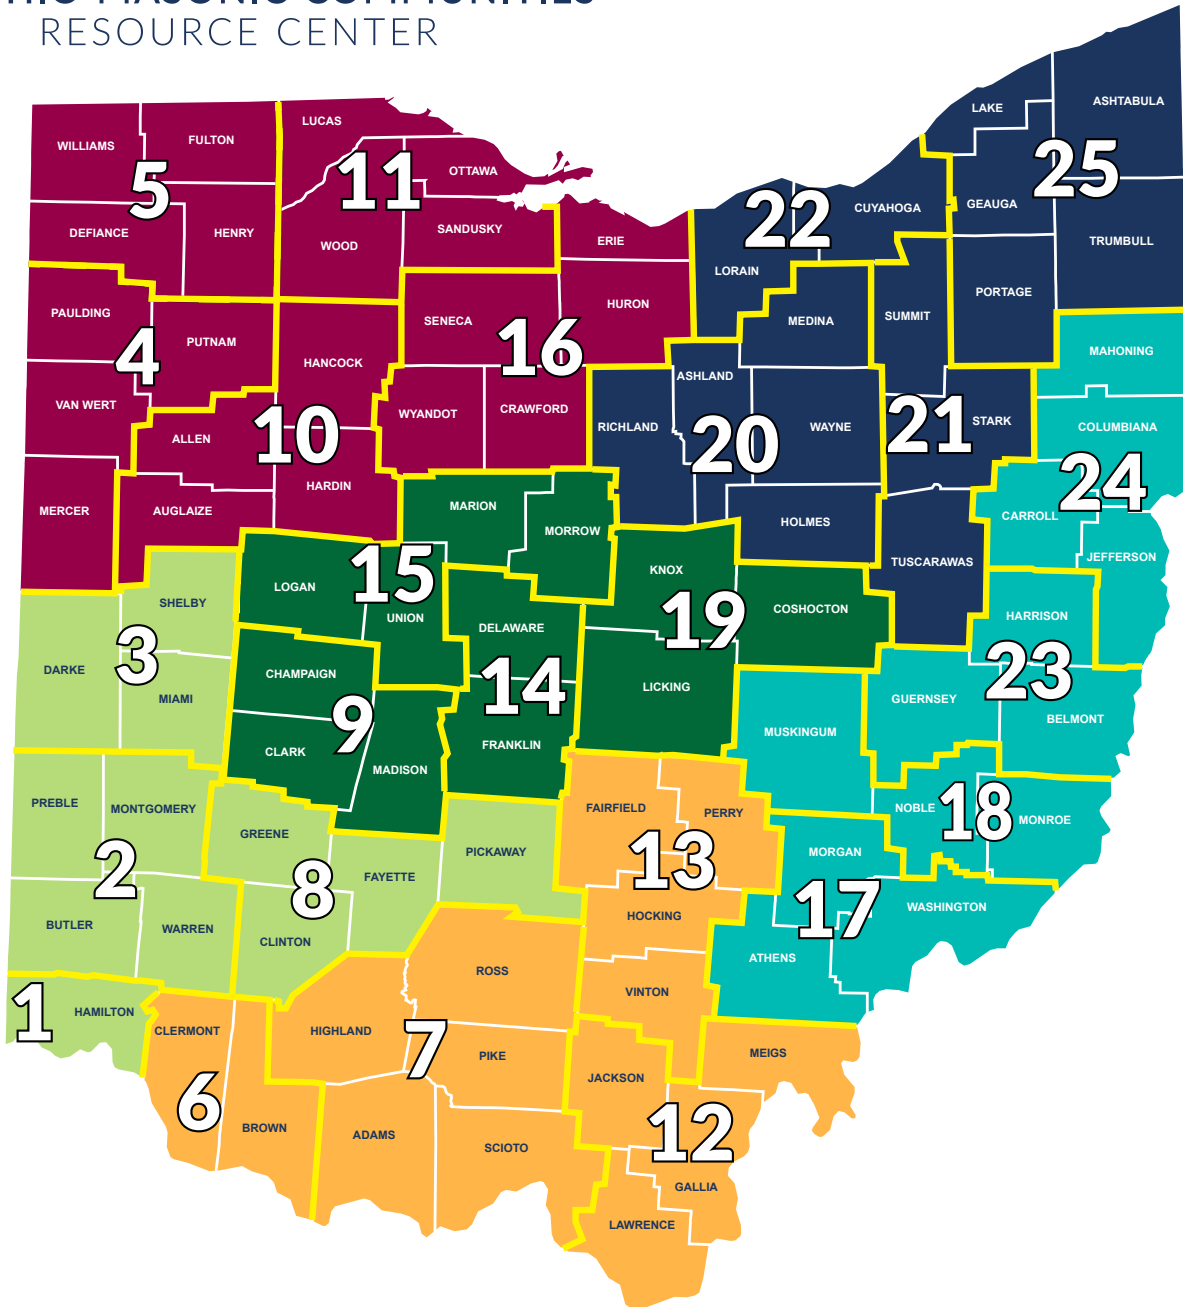 RESOURCE CENTER
LAKE
ASHTABULA
LUCAS
WILLIAMS
FULTON
OTTAWA
5
11
25
22
GEAUGA
CUYAHOGA
DEFIANCE
HENRY
SANDUSKY
WOOD
ERIE
TRUMBULL
LORAIN
PORTAGE
PAULDING
HURON
SUMMIT
SENECA
MEDINA
PUTNAM
4
16
MAHONING
HANCOCK
ASHLAND
VAN WERT
WYANDOT
CRAWFORD
STARK
RICHLAND
WAYNE
COLUMBIANA
ALLEN
10
20
21
HARDIN
24
MERCER
AUGLAIZE
MARION
CARROLL
HOLMES
MORROW
JEFFERSON
TUSCARAWAS
KNOX
15
LOGAN
SHELBY
COSHOCTON
UNION
HARRISON
19
DELAWARE
3
DARKE
CHAMPAIGN
23
14
LICKING
MIAMI
GUERNSEY
BELMONT
9
MUSKINGUM
FRANKLIN
CLARK
MADISON
PREBLE
MONTGOMERY
FAIRFIELD
NOBLE
PERRY
18
MONROE
GREENE
PICKAWAY
MORGAN
13
2
FAYETTE
8
WASHINGTON
17
HOCKING
BUTLER
WARREN
CLINTON
ATHENS
ROSS
VINTON
1
HAMILTON
CLERMONT
HIGHLAND
7
PIKE
MEIGS
JACKSON
6
BROWN
ADAMS
12
SCIOTO
GALLIA
LAWRENCE